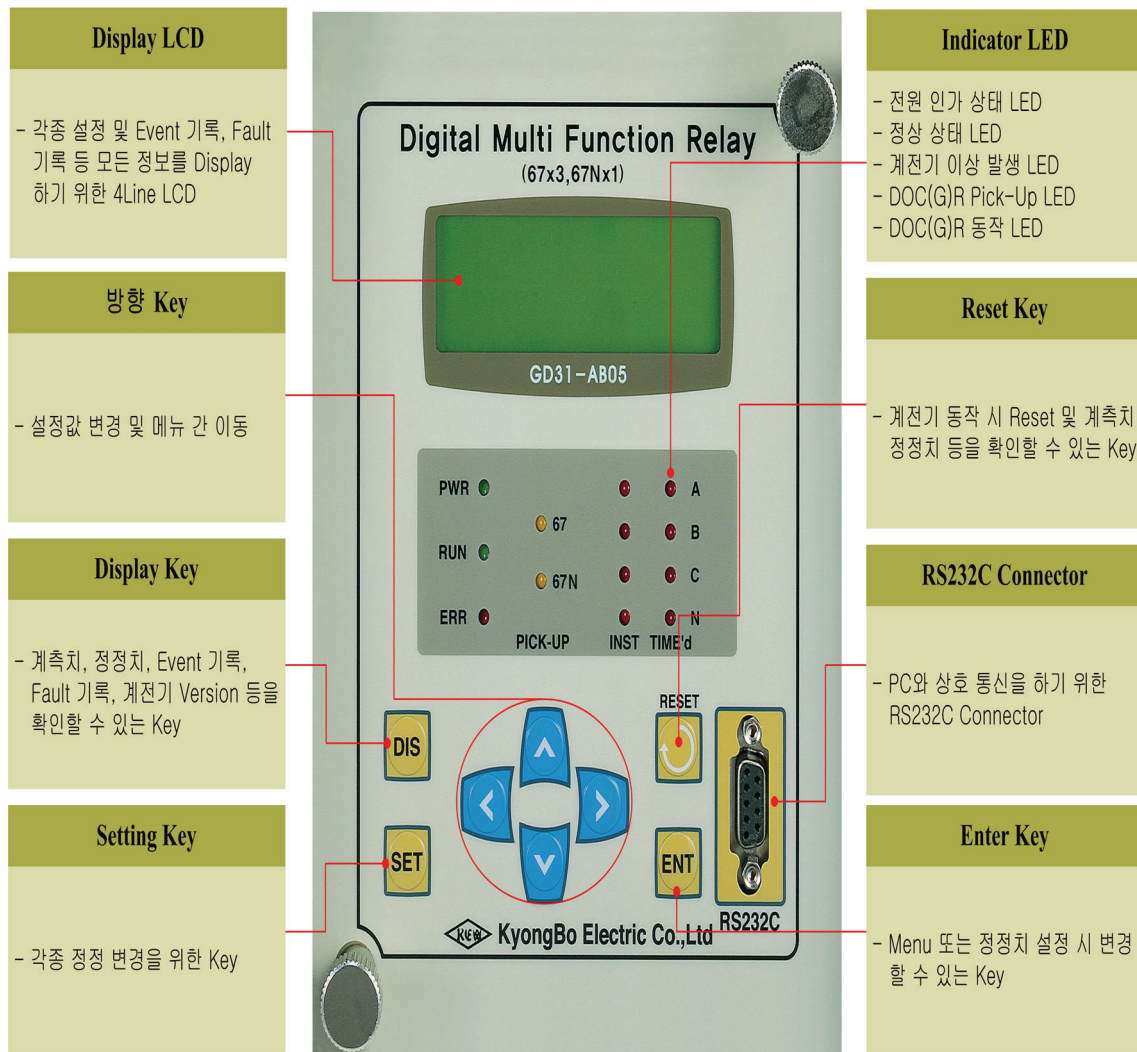 Display LCD
- 각종 설정 및 Event 기록, Fault
기록 등 모든 정보를 Display
하기 위한 4Line LCD
방향 Key
- 설정값 변경 및 메뉴 간 이동
Display Key
- 계측치, 정정치, Event 기록,
Fault 기록, 계전기 Version 등을
확인할 수 있는 Key
Setting Key
- 각종 정정 변경을 위한 Key
Digital Multi Function Relay
(67x3,67Nx1)
GD31-AB05
PWR
RUN
ERR
67
67N
PICK-UP
A
B
C
N
INST TIME'd
DIS
SET
RESET
ENT
RS232C
KEW KyongBo Electric Co.,Ltd
Indicator LED
- 전원 인가 상태 LED
- 정상 상태 LED
- 계전기 이상 발생 LED
- DOC(G)R Pick-Up LED
- DOC(G)R 동작 LED
Reset Key
- 계전기 동작 시 Reset 및 계측치
정정치 등을 확인할 수 있는 Key
RS232C Connector
- PC와 상호 통신을 하기 위한
RS232C Connector
Enter Key
- Menu 또는 정정치 설정 시 변경
할 수 있는 Key